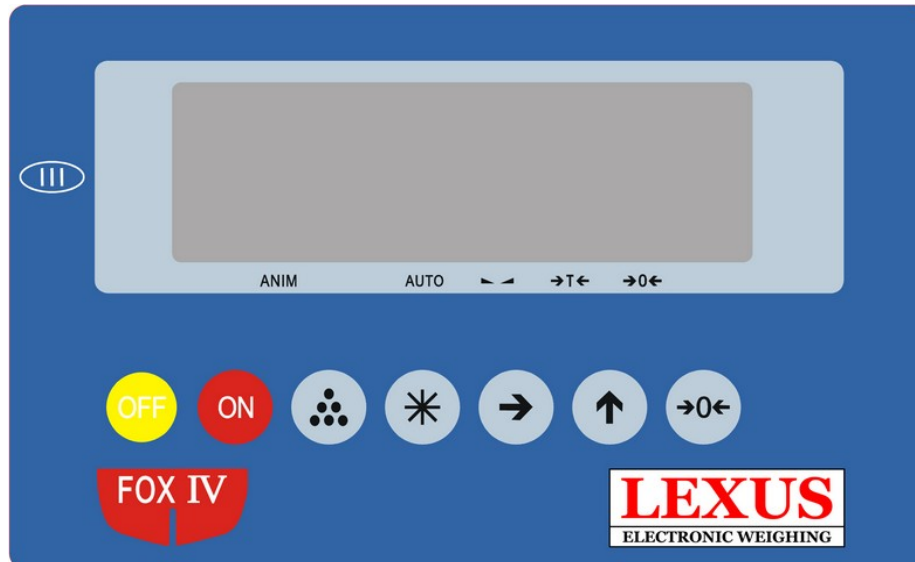 III
ANIM AUTO →T← →0←
OFF ON →0←
FOX IV
LEXUS
ELECTRONIC WEIGHING